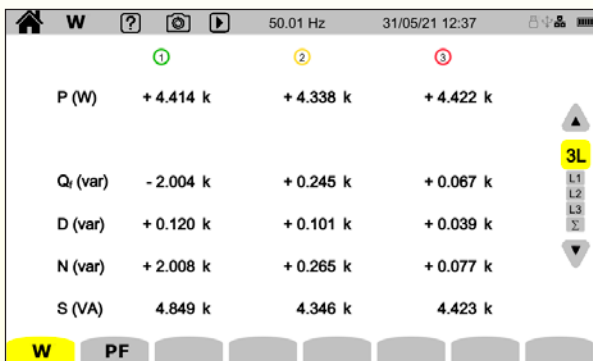 W ? 50.01 Hz 31/05/21 12:37
1 2 3
P (W) + 4.414 k + 4.338 k + 4.422 k
3L
Qf (var) - 2.004 k + 0.245 k + 0.067 k
L1
L2
L3
D (var) + 0.120 k + 0.101 k + 0.039 k
Σ
N (var) + 2.008 k + 0.265 k + 0.077 k
S (VA) 4.849 k 4.346 k 4.423 k
W PF